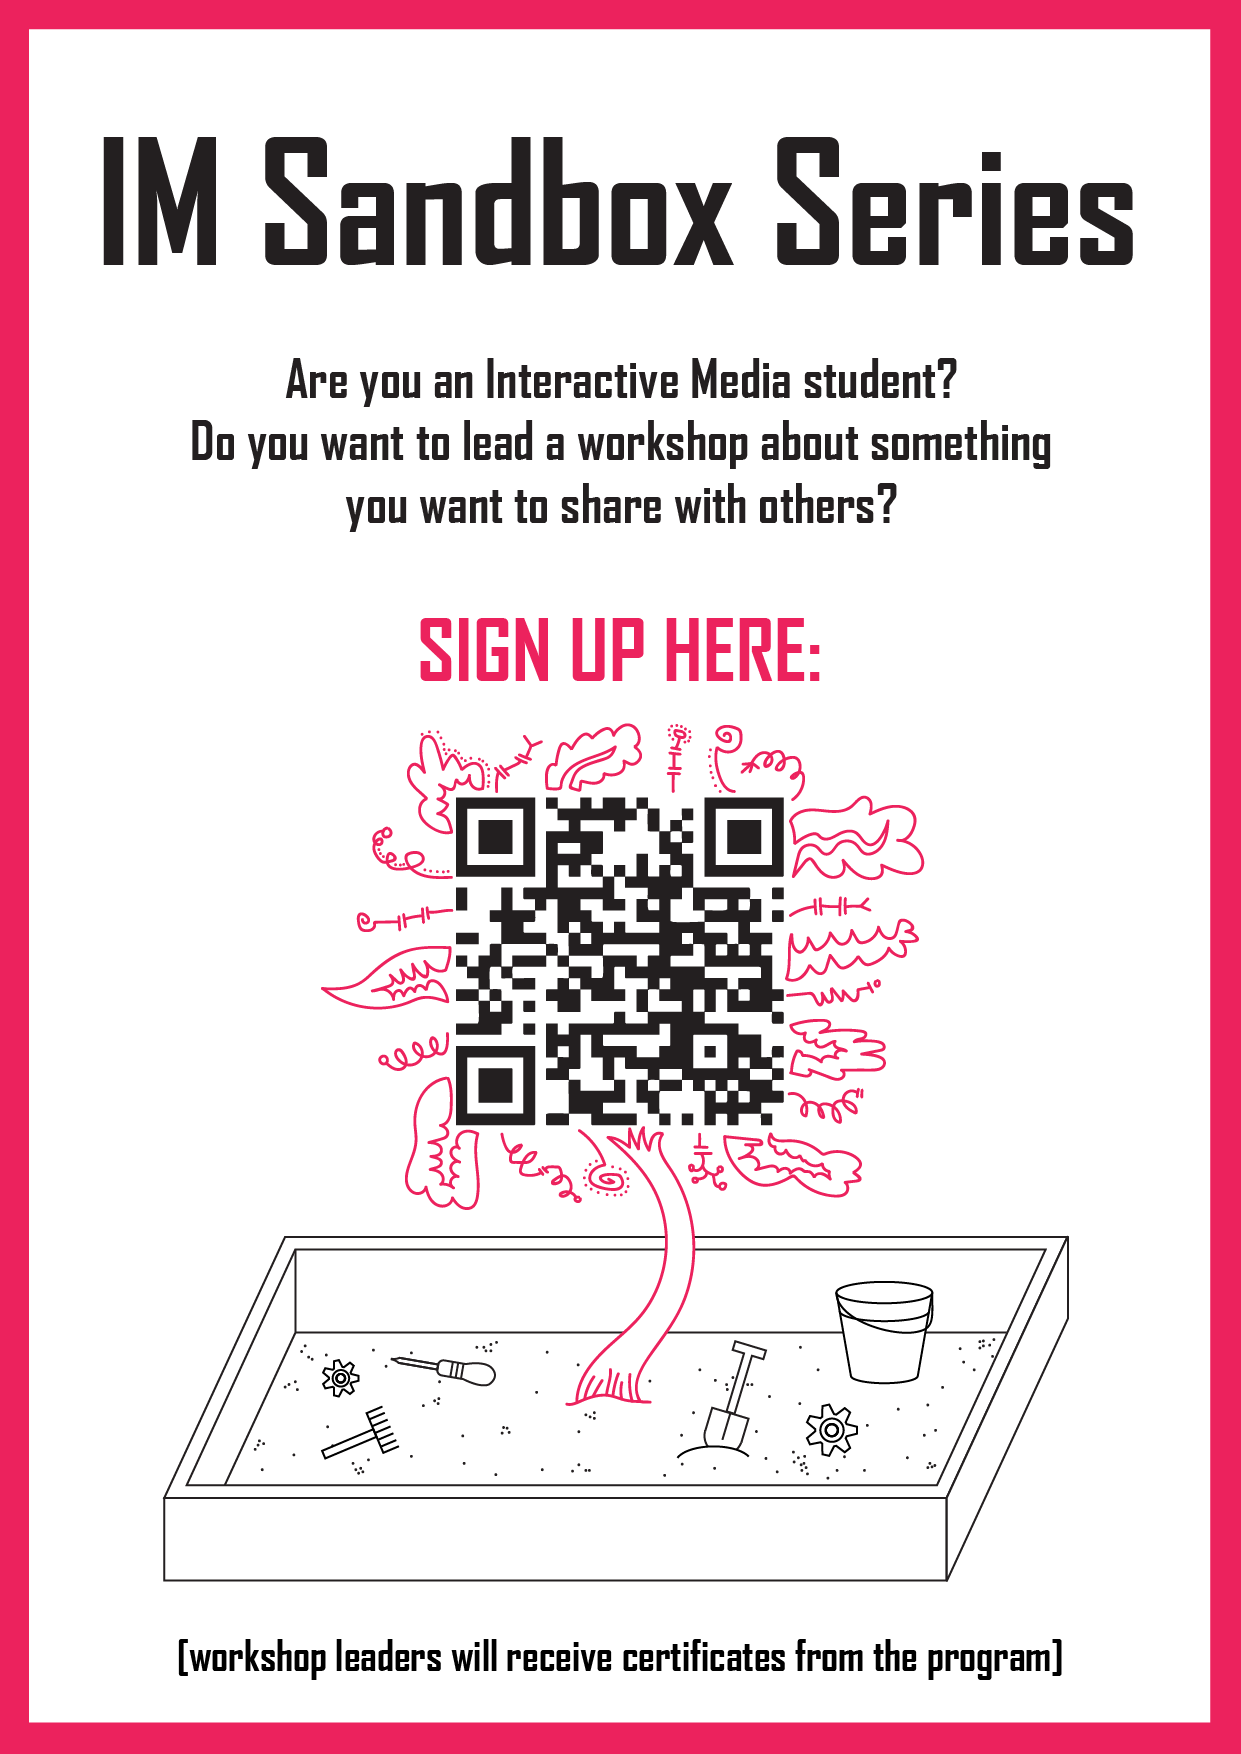 IM Sandbox Series
Are you an Interactive Media student?
Do you want to lead a workshop about something
you want to share with others?
SIGN UP HERE:
[workshop leaders will receive certificates from the program]